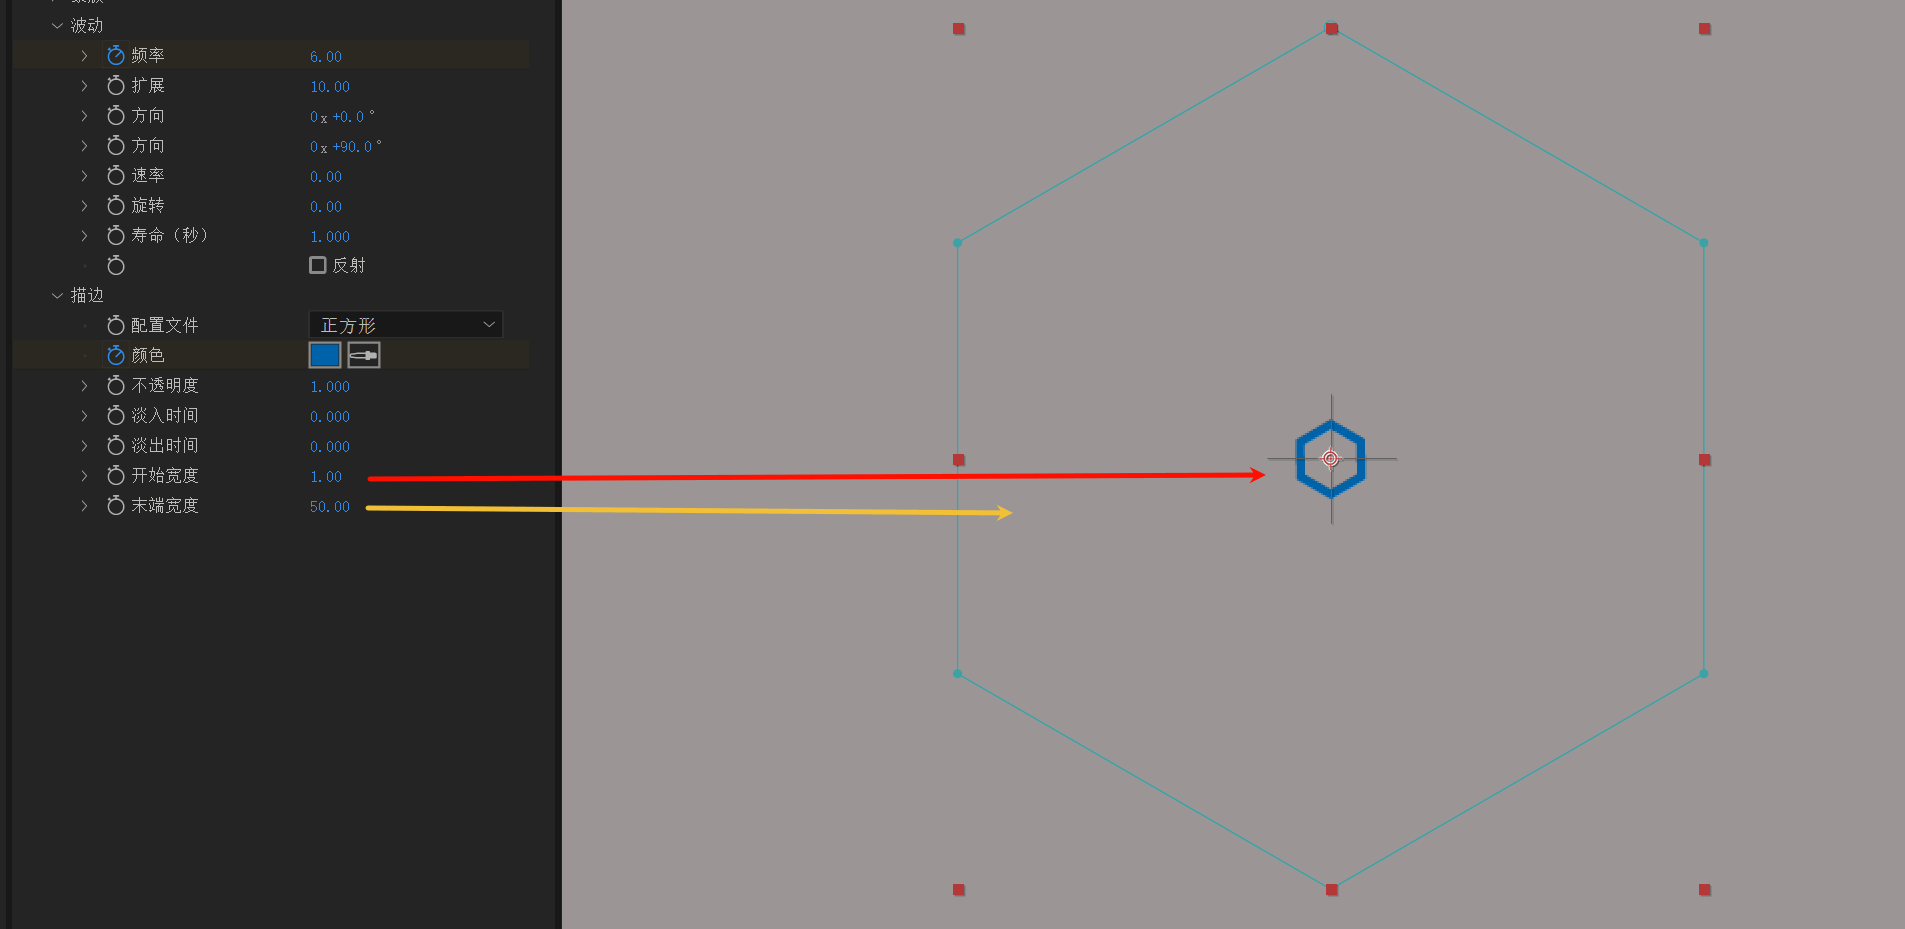 波动
频率 6.00
扩展 10.00
方向 0x+0.0°
方向 0x+90.0°
速率 0.00
旋转 0.00
寿命（秒） 1.000
反射
描边
配置文件 正方形
颜色
不透明度 1.000
淡入时间 0.000
淡出时间 0.000
开始宽度 1.00
末端宽度 50.00